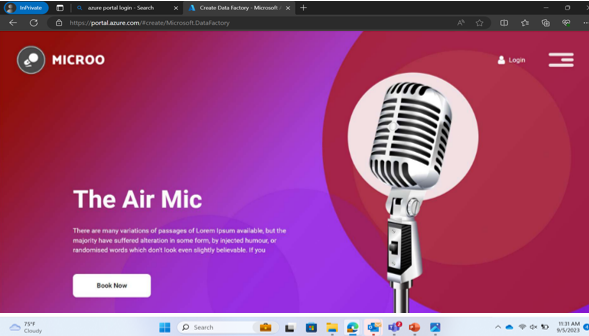 InPrivate
azure portal login - Search
Create Data Factory - Microsoft A
https://portal.azure.com/#create/Microsoft.DataFactory
MICROO
Login
The Air Mic
There are many variations of passages of Lorem Ipsum available, but the
majority have suffered alteration in some form, by injected humour, or
randomised words which don't look even slightly believable. If you
Book Now
75°F
Cloudy
Search
11:31 AM
9/5/2023